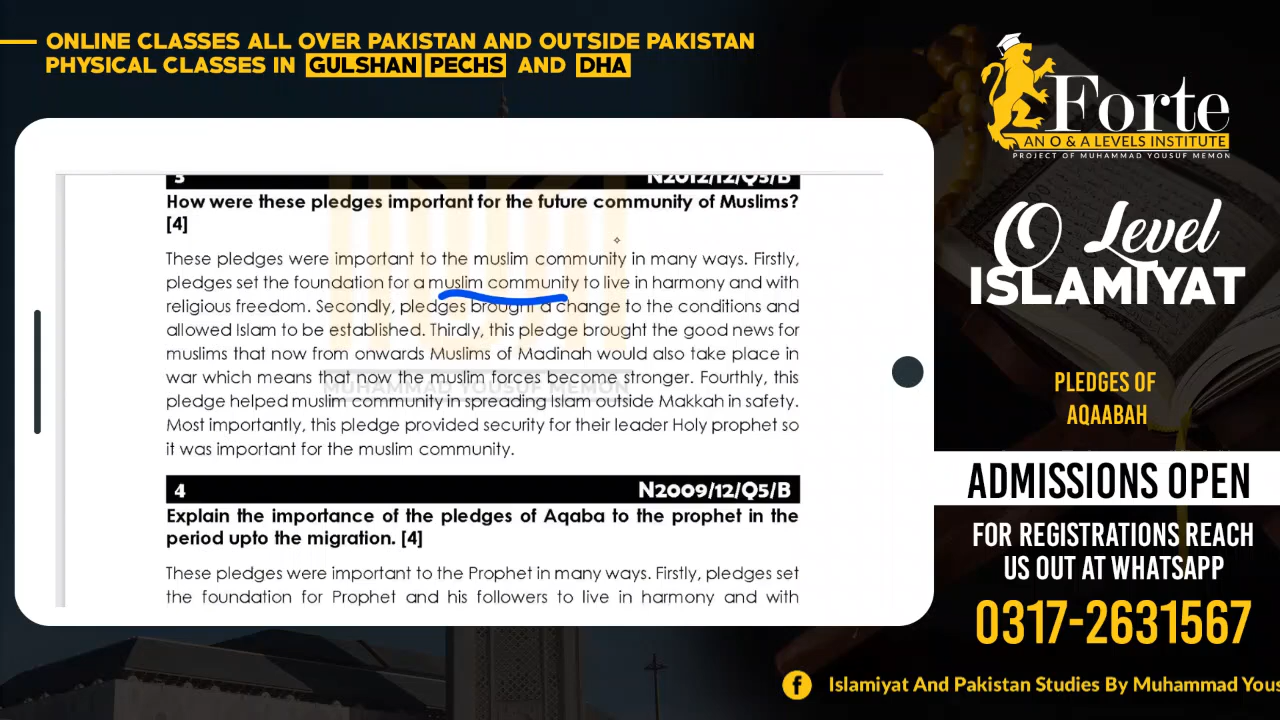 ONLINE CLASSES ALL OVER PAKISTAN AND OUTSIDE PAKISTAN
PHYSICAL CLASSES IN GULSHAN PECHS AND DHA
Forte
AN O & A LEVELS INSTITUTE
PROJECT OF MUHAMMAD YOUSUF MEMON
O Level
ISLAMIYAT
PLEDGES OF
AQAABAH
ADMISSIONS OPEN
FOR REGISTRATIONS REACH
US OUT AT WHATSAPP
0317-2631567
Islamiyat And Pakistan Studies By Muhammad Yous
3 N2012/12/Q5/B
How were these pledges important for the future community of Muslims?
[4]
These pledges were important to the muslim community in many ways. Firstly,
pledges set the foundation for a muslim community to live in harmony and with
religious freedom. Secondly, pledges brought a change to the conditions and
allowed Islam to be established. Thirdly, this pledge brought the good news for
muslims that now from onwards Muslims of Madinah would also take place in
war which means that now the muslim forces become stronger. Fourthly, this
pledge helped muslim community in spreading Islam outside Makkah in safety.
Most importantly, this pledge provided security for their leader Holy prophet so
it was important for the muslim community.
MUHAMMAD YOUSUF MEMON
4 N2009/12/Q5/B
Explain the importance of the pledges of Aqaba to the prophet in the
period upto the migration. [4]
These pledges were important to the Prophet in many ways. Firstly, pledges set
the foundation for Prophet and his followers to live in harmony and with